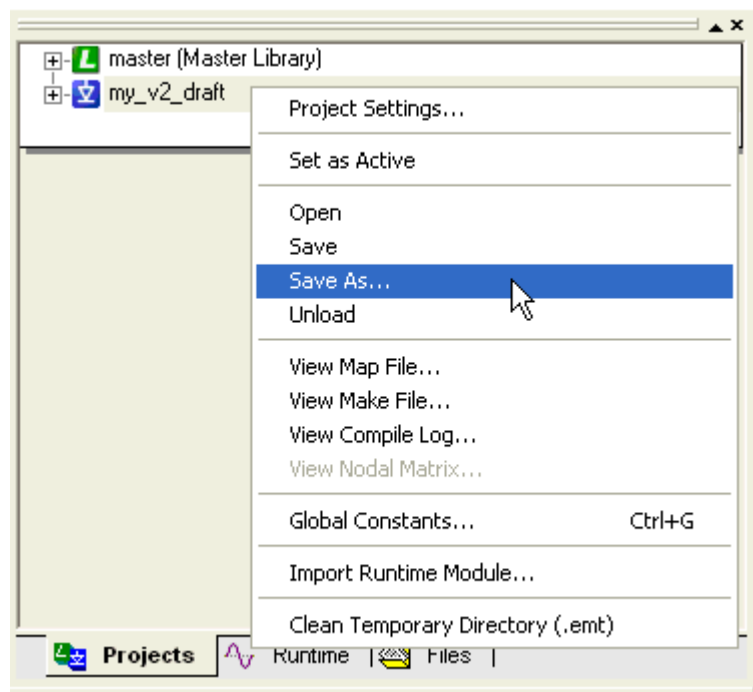 master (Master Library)
my_v2_draft
Project Settings...
Set as Active
Open
Save
Save As...
Unload
View Map File...
View Make File...
View Compile Log...
View Nodal Matrix...
Global Constants... Ctrl+G
Import Runtime Module...
Clean Temporary Directory (.emt)
Projects Runtime Files